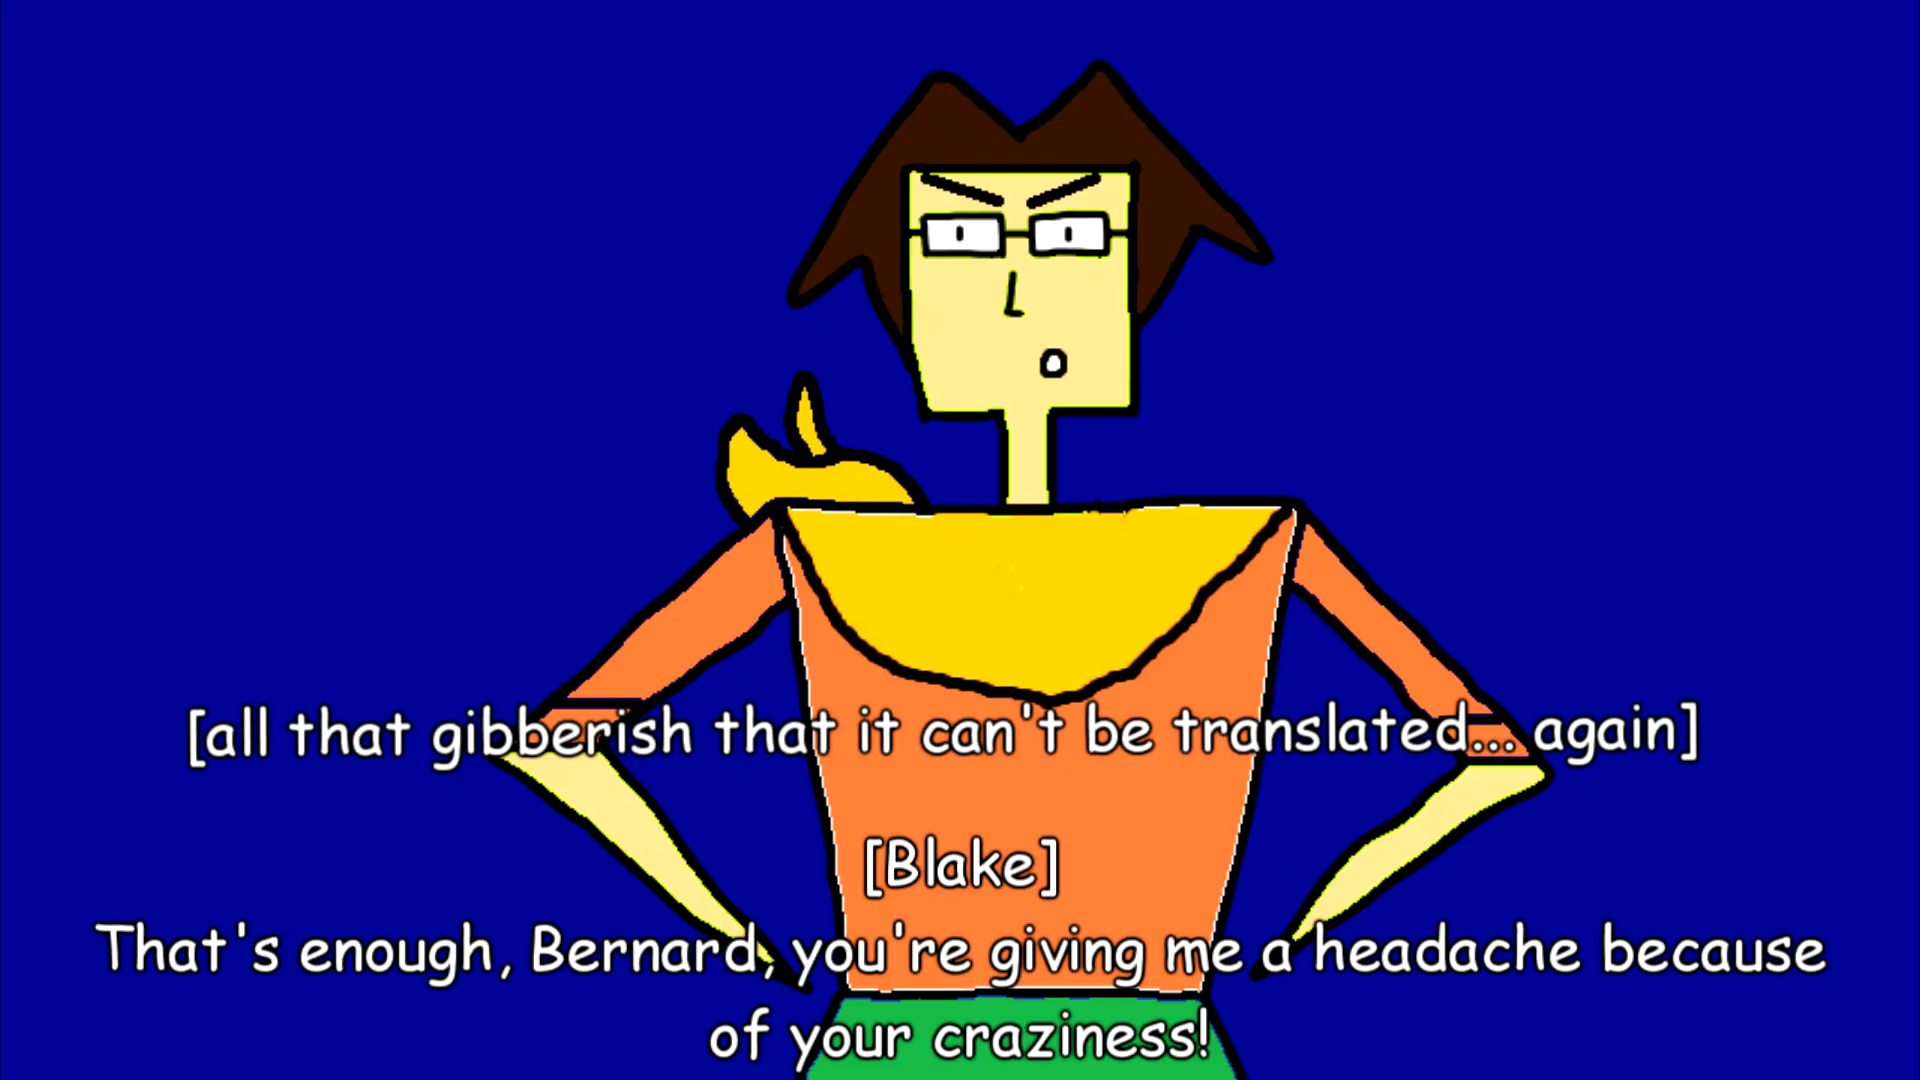 [all that gibberish that it can't be translated... again]
[Blake]
That's enough, Bernard, you're giving me a headache because
of your craziness!